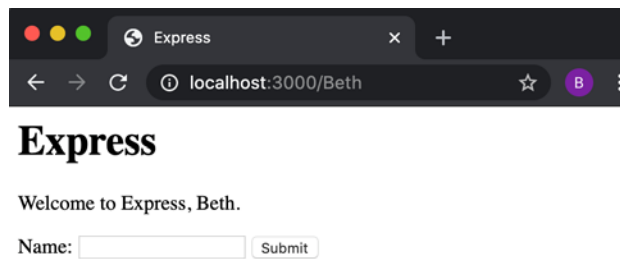 Express
localhost:3000/Beth
B
Express
Welcome to Express, Beth.
Name: Submit